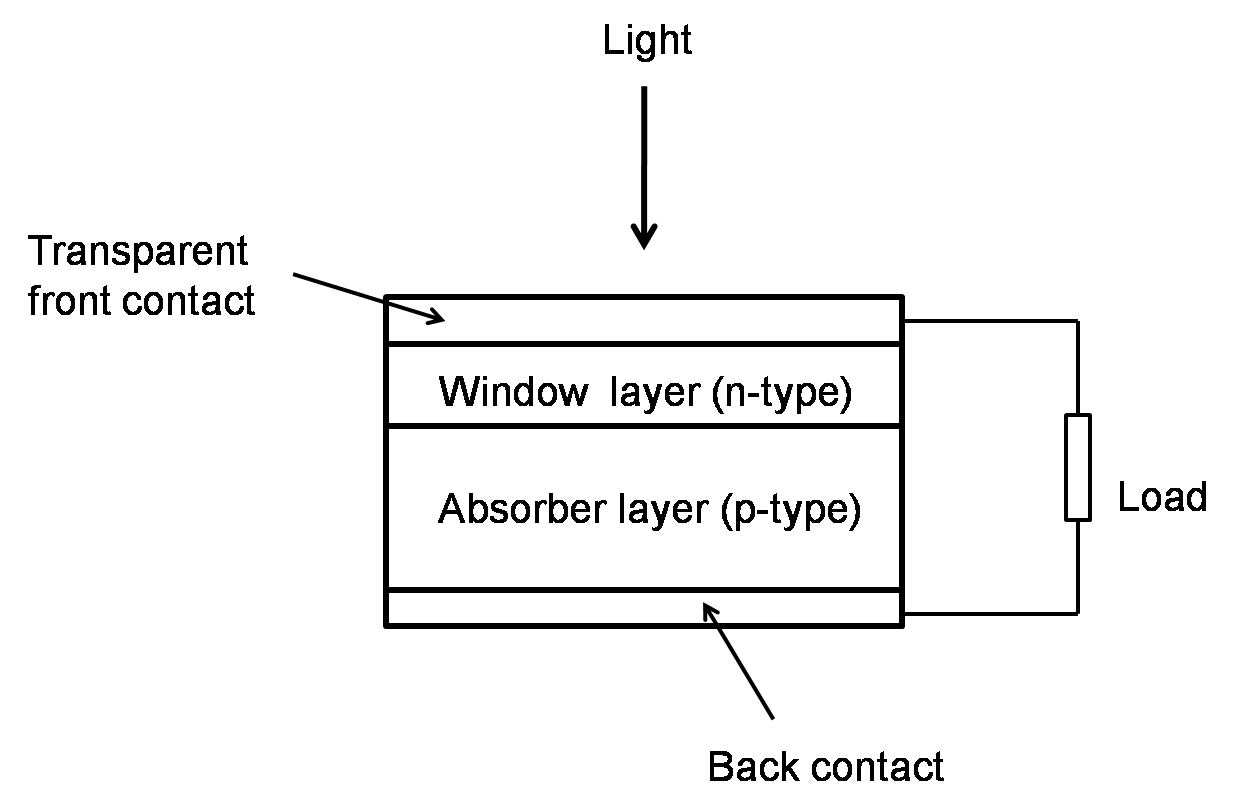 Light
Transparent
front contact
Window layer (n-type)
Absorber layer (p-type)
Load
Back contact